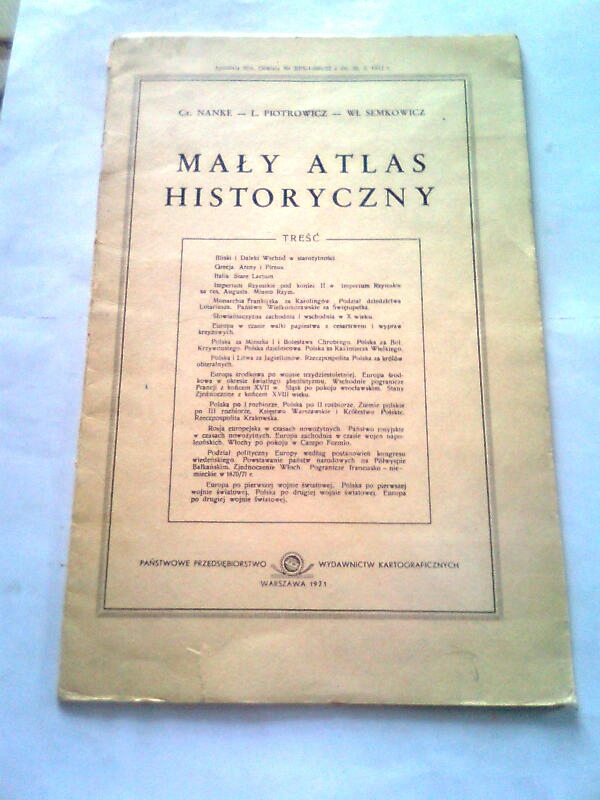 Cz. NANKE — L. PIOTROWICZ — WŁ. SEMKOWICZ
MAŁY ATLAS
HISTORYCZNY
TREŚĆ
Bliski i Daleki Wschód w starożytności.
Grecja. Ateny i Pireus.
Italia. Stare Lacium.
Imperium Rzymskie pod koniec II w. Imperium Rzymskie
za ces. Augusta. Miasto Rzym.
Monarchia Frankijska za Karolingów. Podział dziedzictwa
Lotariusza. Państwo Wielkomorawskie za Świętopełka.
Słowiańszczyzna zachodnia i wschodnia w X wieku.
Europa w czasie walki papiestwa z cesarstwem i wypraw
krzyżowych.
Polska za Mieszka I i Bolesława Chrobrego. Polska za Bol.
Krzywoustego. Polska dzielnicowa. Polska za Kazimierza Wielkiego.
Polska i Litwa za Jagiellonów. Rzeczpospolita Polska za królów
obieralnych.
Europa środkowa po wojnie trzydziestoletniej. Europa środ-
kowa w okresie światłego absolutyzmu. Wschodnie pogranicze
Francji z końcem XVII w. Śląsk po pokoju wrocławskim. Stany
Zjednoczone z końcem XVIII wieku.
Polska po I rozbiorze. Polska po II rozbiorze. Ziemie polskie
po III rozbiorze. Księstwo Warszawskie i Królestwo Polskie.
Rzeczpospolita Krakowska.
Rosja europejska w czasach nowożytnych. Państwo rosyjskie
w czasach nowożytnych. Europa zachodnia w czasie wojen napo-
leońskich. Włochy po pokoju w Campo Formio.
Podział polityczny Europy według postanowień kongresu
wiedeńskiego. Powstawanie państw narodowych na Półwyspie
Bałkańskim. Zjednoczenie Włoch. Pogranicze francusko-nie-
mieckie w 1870/71 r.
Europa po pierwszej wojnie światowej. Polska po pierwszej
wojnie światowej. Polska po drugiej wojnie światowej. Europa
po drugiej wojnie światowej.
PAŃSTWOWE PRZEDSIĘBIORSTWO WYDAWNICTW KARTOGRAFICZNYCH
WARSZAWA 1971